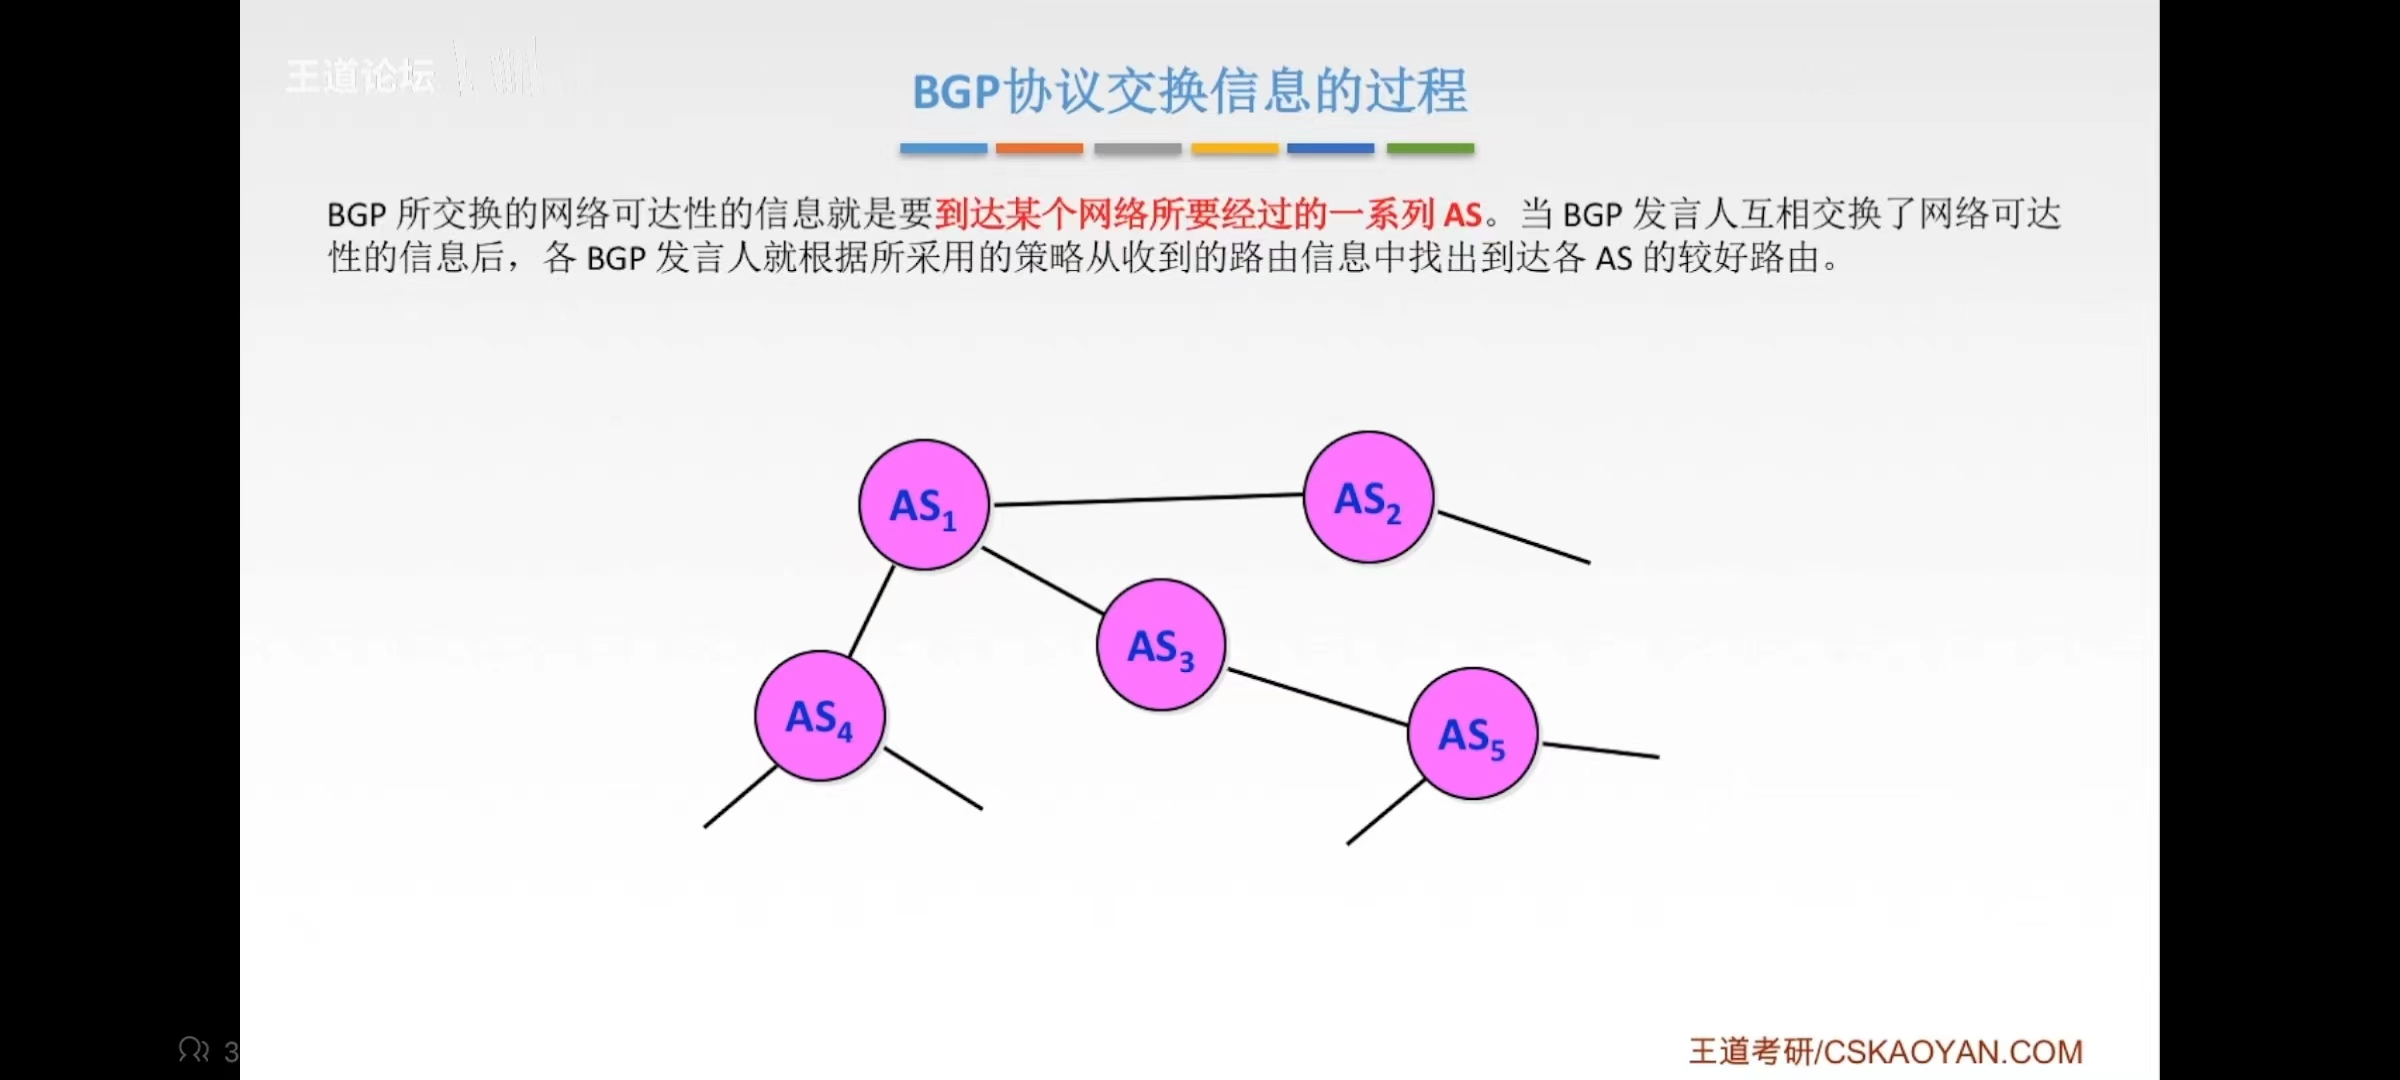 王道论坛
BGP协议交换信息的过程
BGP 所交换的网络可达性的信息就是要到达某个网络所要经过的一系列 AS。当 BGP 发言人互相交换了网络可达
性的信息后，各 BGP 发言人就根据所采用的策略从收到的路由信息中找出到达各 AS 的较好路由。
AS1
AS2
AS3
AS4
AS5
3
王道考研/CSKAOYAN.COM